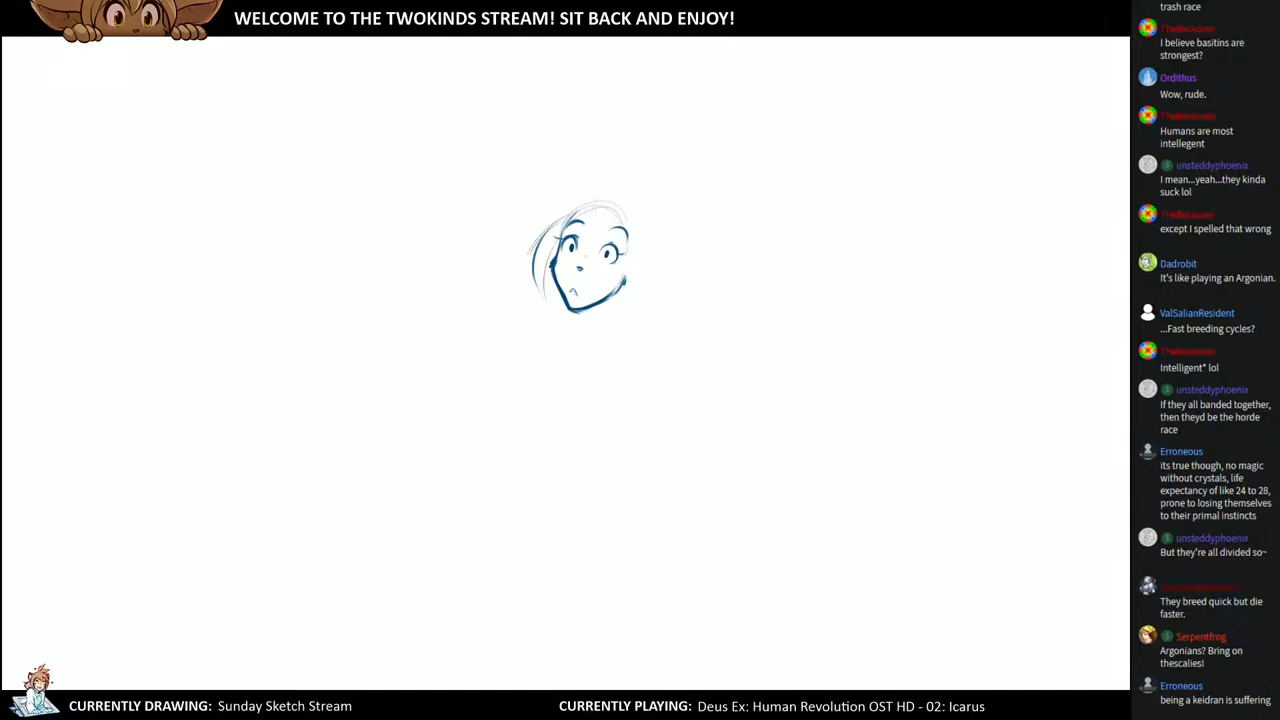 WELCOME TO THE TWOKINDS STREAM! SIT BACK AND ENJOY!
trash race
I believe basitins are
strongest?
Ordithus
Wow, rude.
Humans are most
intellegent
unsteddyphoenix
I mean...yeah...they kinda
suck lol
except I spelled that wrong
Dadrobit
It's like playing an Argonian.
ValSalianResident
...Fast breeding cycles?
Intelligent* lol
unsteddyphoenix
If they all banded together,
then theyd be the horde
race
Erroneous
its true though, no magic
without crystals, life
expectancy of like 24 to 28,
prone to losing themselves
to their primal instincts
unsteddyphoenix
But they're all divided so~
They breed quick but die
faster.
Serpentfrog
Argonians? Bring on
thescalies!
Erroneous
being a keidran is suffering
CURRENTLY DRAWING: Sunday Sketch Stream
CURRENTLY PLAYING: Deus Ex: Human Revolution OST HD - 02: Icarus